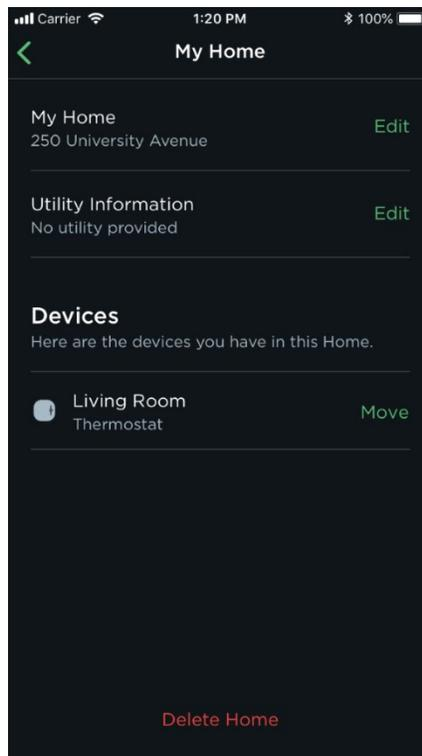 Carrier 1:20 PM 100%
My Home
My Home
250 University Avenue
Edit
Utility Information
No utility provided
Edit
Devices
Here are the devices you have in this Home.
Living Room
Thermostat
Move
Delete Home